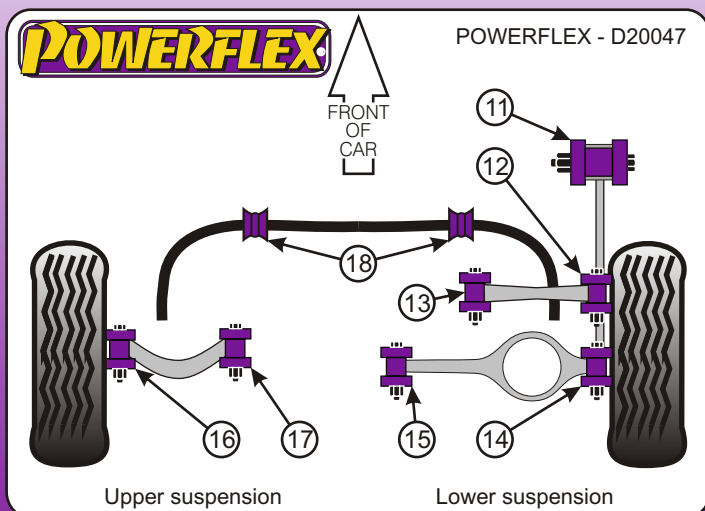 POWERFLEX
POWERFLEX - D20047
FRONT
OF
CAR
11
12
18
13
16
17
15
14
Upper suspension
Lower suspension